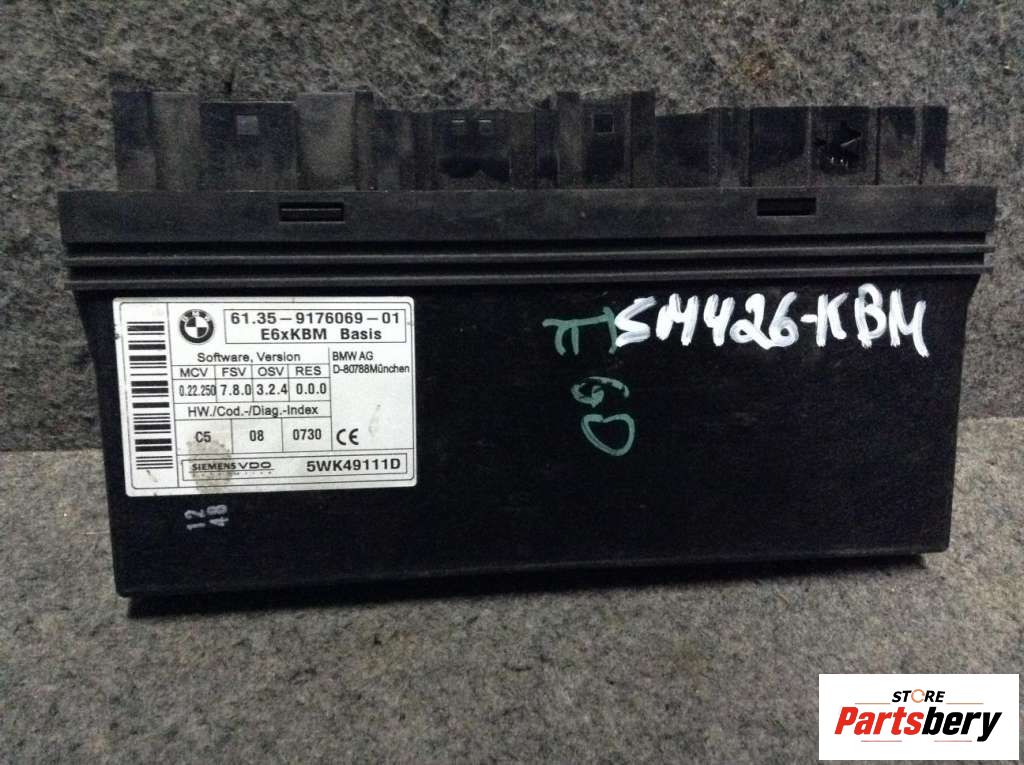 61.35 - 9176069 - 01
E6xKBM Basis
Software, Version
MCV FSV OSV RES
0.22.250 7.8.0 3.2.4 0.0.0
HW./Cod.-/Diag.-Index
C5 08 0730
BMW AG
D-80788München
CE
SIEMENS VDO
5WK49111D
12
48
E60
SM426-KBM
STORE
Partsbery